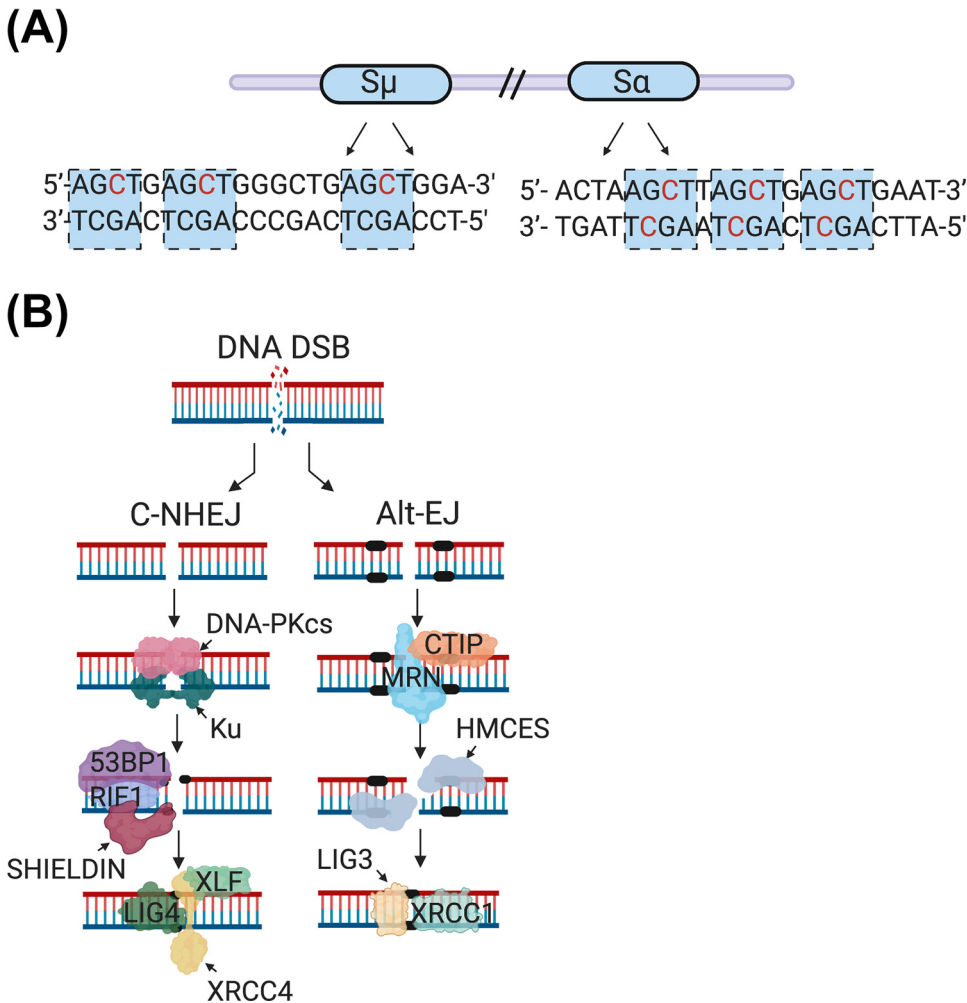 (A)
Sμ
Sα
5'-AGCTGAGCTGGGCTGAGCTGGA-3'
3'-TCGACTCGACCCGACTCGACCT-5'
5'- ACTAAGCTTAGCTGAGCTGAAT-3'
3'- TGATTCGAATCGACTCGACTTA-5'
(B)
DNA DSB
C-NHEJ
Alt-EJ
DNA-PKcs
CTIP
MRN
Ku
HMCES
53BP1
RIF1
SHIELDIN
LIG3
XLF
LIG4
XRCC1
XRCC4